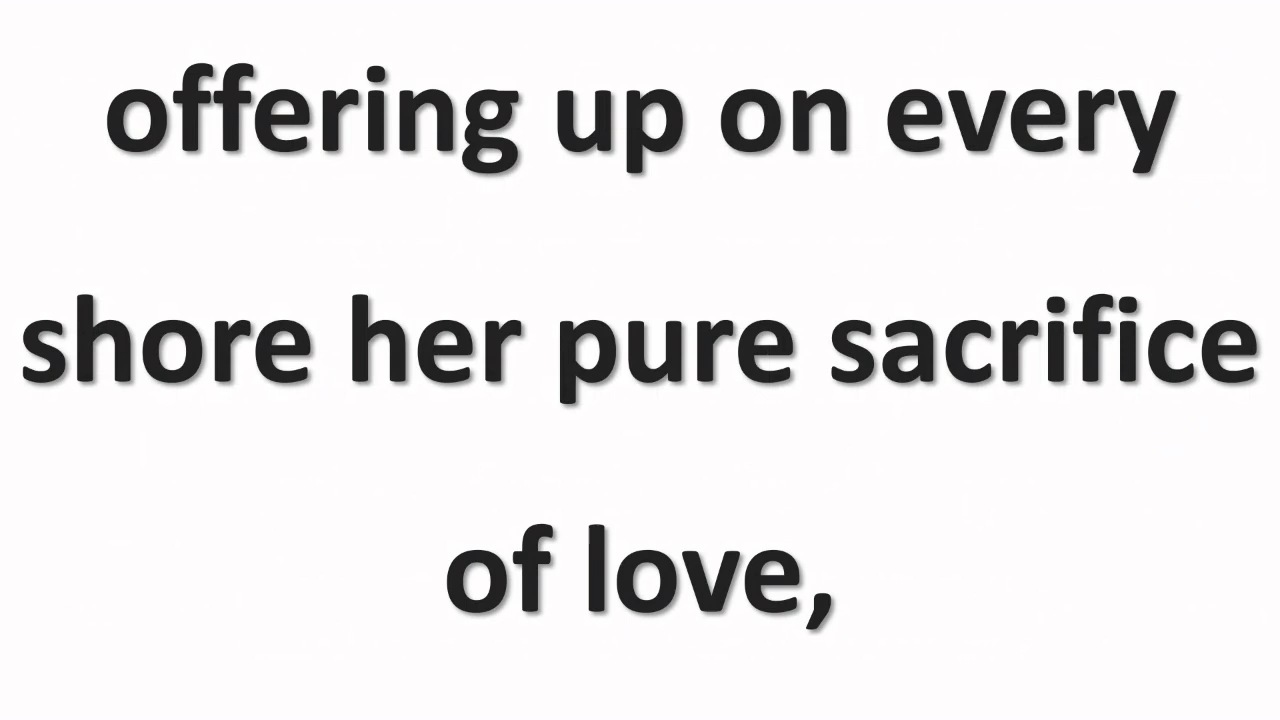 offering up on every
shore her pure sacrifice
of love,